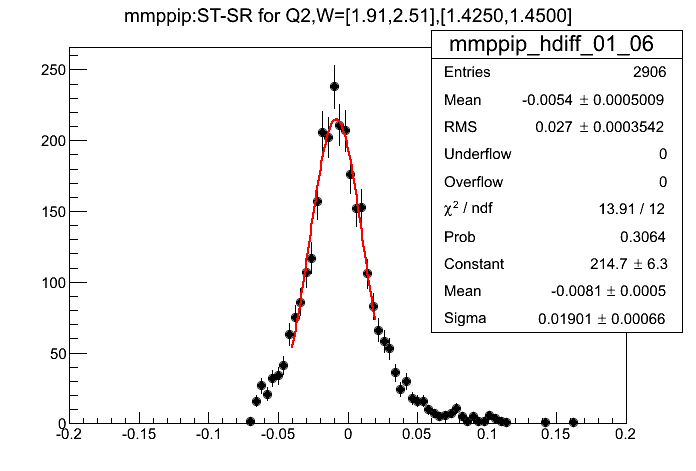 mmppip:ST-SR for Q2,W=[1.91,2.51],[1.4250,1.4500]
mmppip_hdiff_01_06
Entries 2906
Mean -0.0054 ± 0.0005009
RMS 0.027 ± 0.0003542
Underflow 0
Overflow 0
χ² / ndf 13.91 / 12
Prob 0.3064
Constant 214.7 ± 6.3
Mean -0.0081 ± 0.0005
Sigma 0.01901 ± 0.00066
250
200
150
100
50
0
-0.2 -0.15 -0.1 -0.05 0 0.05 0.1 0.15 0.2